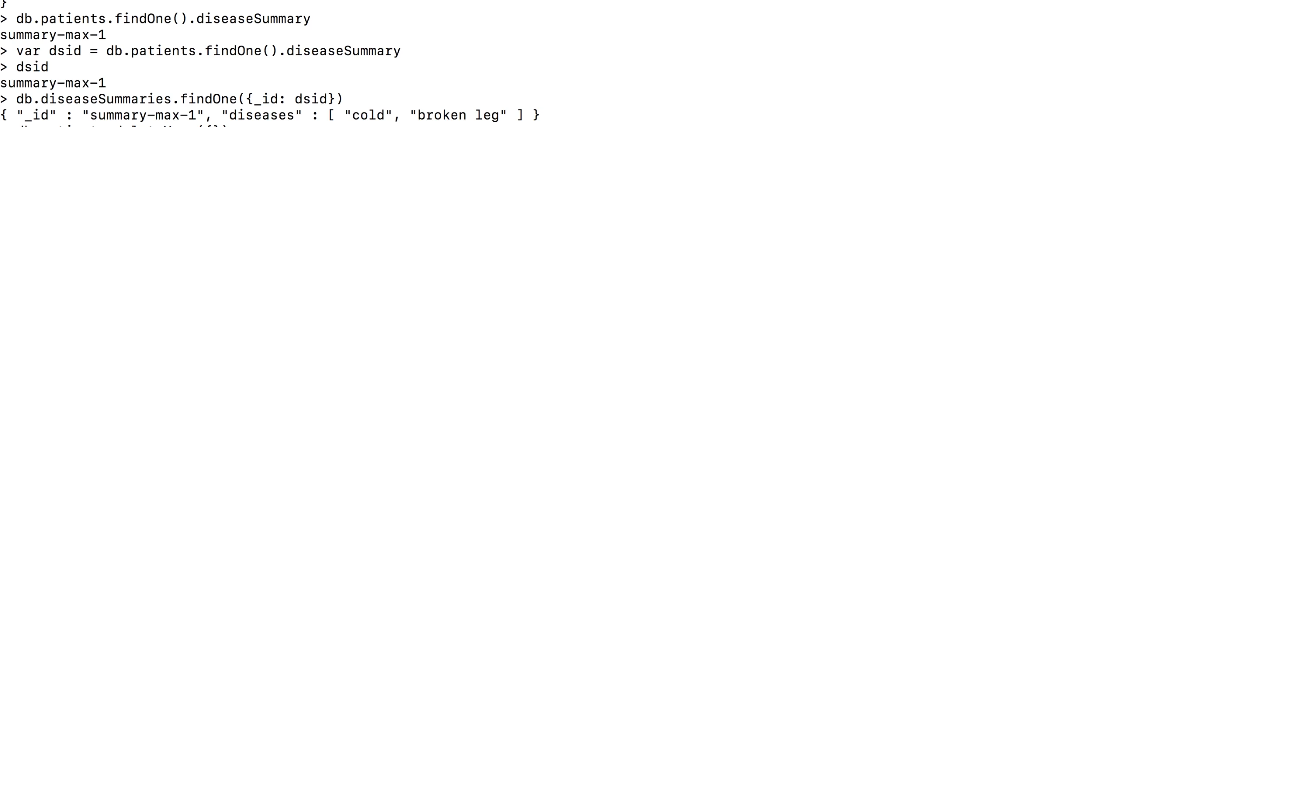 }
> db.patients.findOne().diseaseSummary
summary-max-1
> var dsid = db.patients.findOne().diseaseSummary
> dsid
summary-max-1
> db.diseaseSummaries.findOne({_id: dsid})
{ "_id" : "summary-max-1", "diseases" : [ "cold", "broken leg" ] }